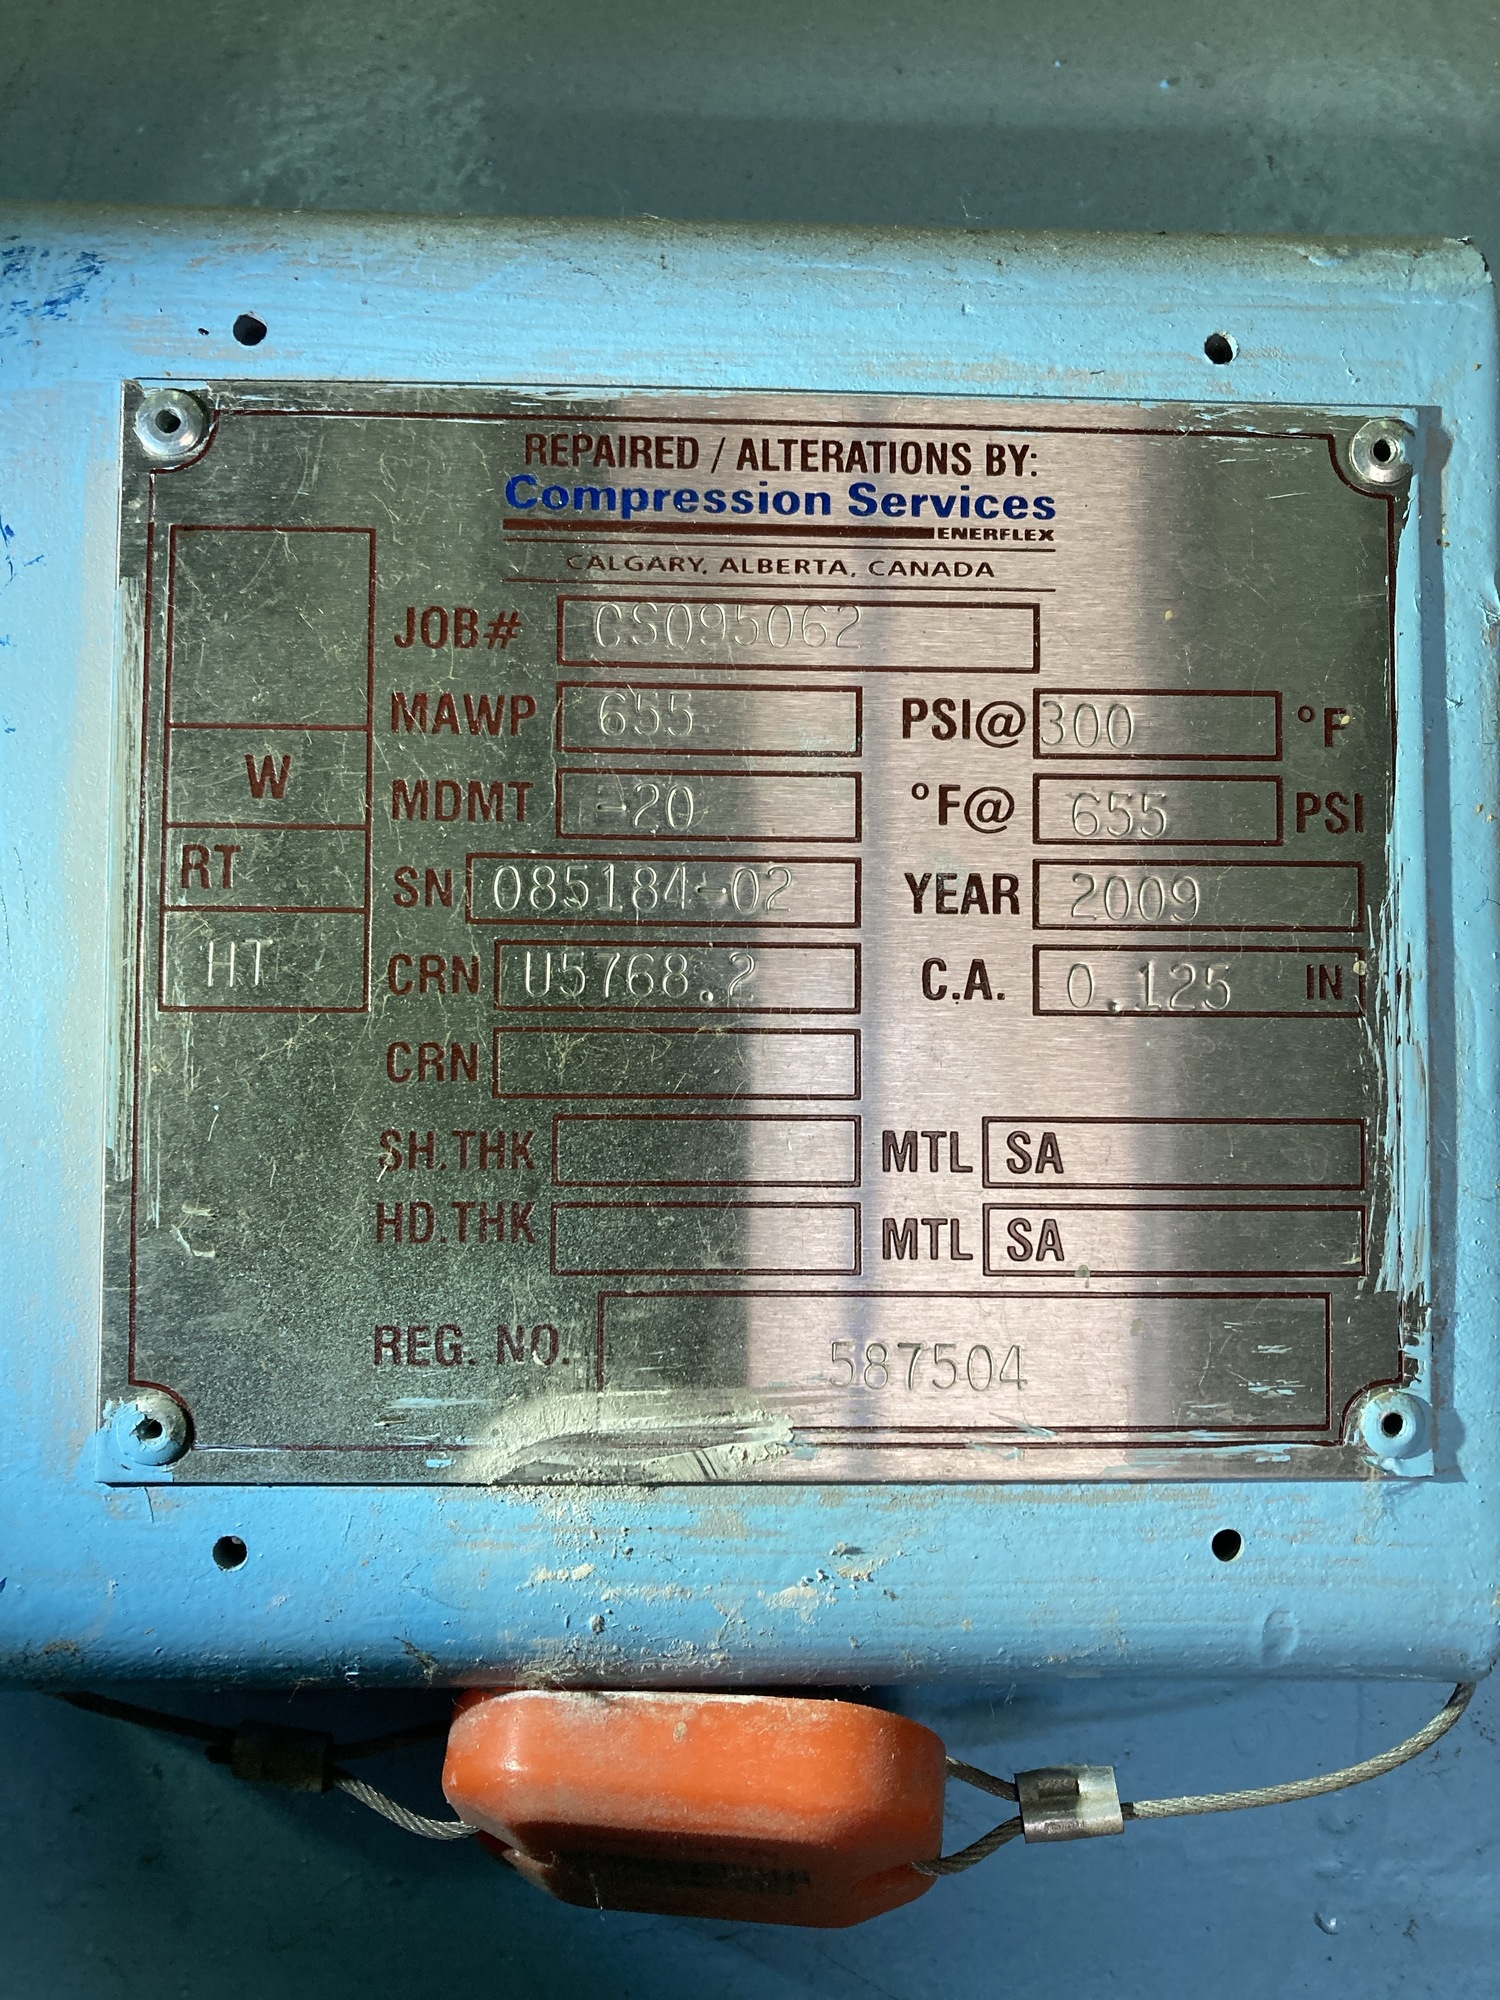 REPAIRED / ALTERATIONS BY:
Compression Services
ENERFLEX
CALGARY, ALBERTA, CANADA
JOB# CS095062
MAWP 655 PSI@ 300 °F
W
MDMT -20 °F@ 655 PSI
RT
SN 085184-02 YEAR 2009
HT
CRN U5768.2 C.A. 0.125 IN
CRN
SH.THK MTL SA
HD.THK MTL SA
REG. NO. 587504